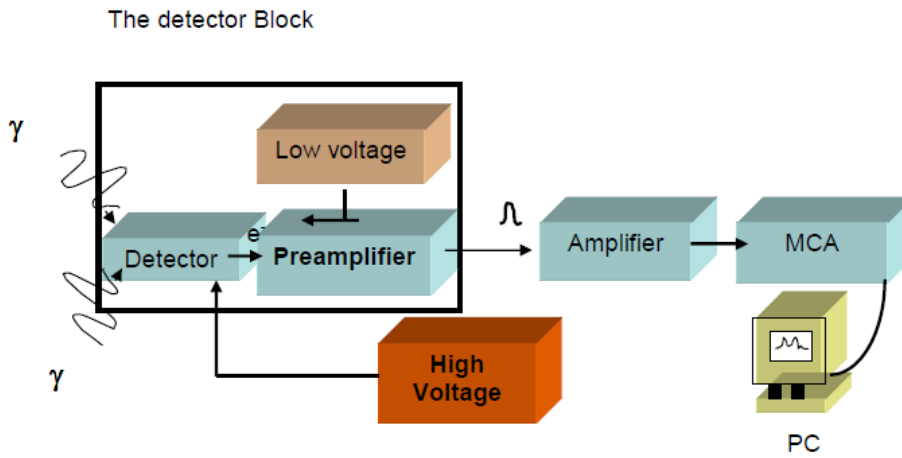 The detector Block
γ
Low voltage
e⁻
Detector
Preamplifier
Amplifier
MCA
γ
High
Voltage
PC